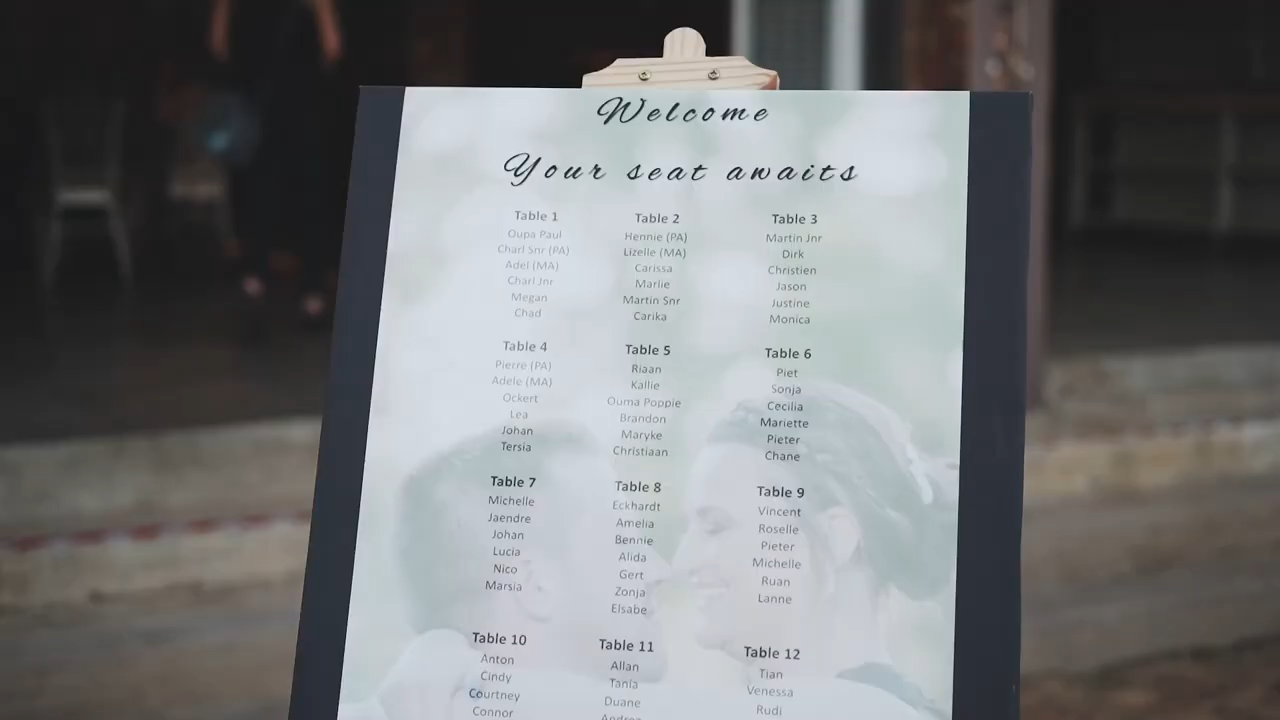 Welcome
Your seat awaits
Table 1
Oupa Paul
Charl Snr (PA)
Adel (MA)
Charl Jnr
Megan
Chad
Table 2
Hennie (PA)
Lizelle (MA)
Carissa
Marlie
Martin Snr
Carika
Table 3
Martin Jnr
Dirk
Christien
Jason
Justine
Monica
Table 4
Pierre (PA)
Adele (MA)
Ockert
Lea
Johan
Tersia
Table 5
Riaan
Kallie
Ouma Poppie
Brandon
Maryke
Christiaan
Table 6
Piet
Sonja
Cecilia
Mariette
Pieter
Chane
Table 7
Michelle
Jaendre
Johan
Lucia
Nico
Marsia
Table 8
Eckhardt
Amelia
Bennie
Alida
Gert
Zonja
Elsabe
Table 9
Vincent
Roselle
Pieter
Michelle
Ruan
Lanne
Table 10
Anton
Cindy
Courtney
Connor
Table 11
Allan
Tania
Duane
Table 12
Tian
Venessa
Rudi